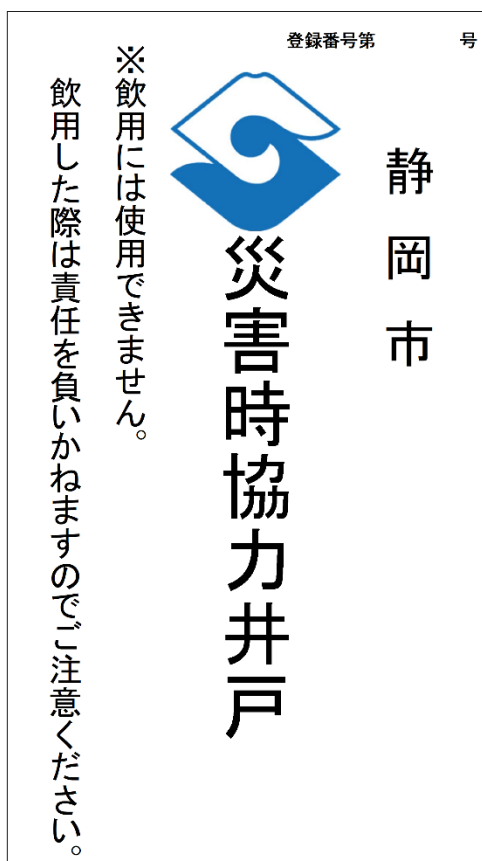 登録番号第　　　　号
静岡市
災害時協力井戸
※飲用には使用できません。
飲用した際は責任を負いかねますのでご注意ください。